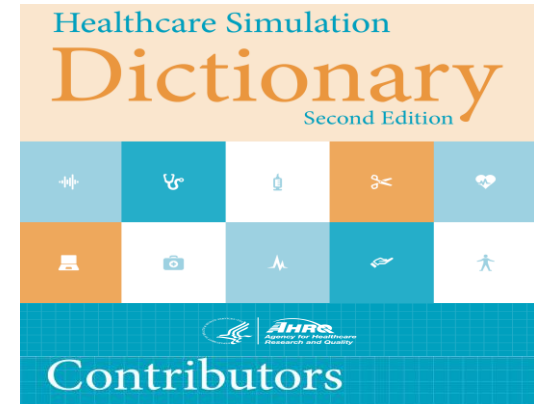 Healthcare Simulation
Dictionary
Second Edition
AHRQ
Agency for Healthcare
Research and Quality
Contributors